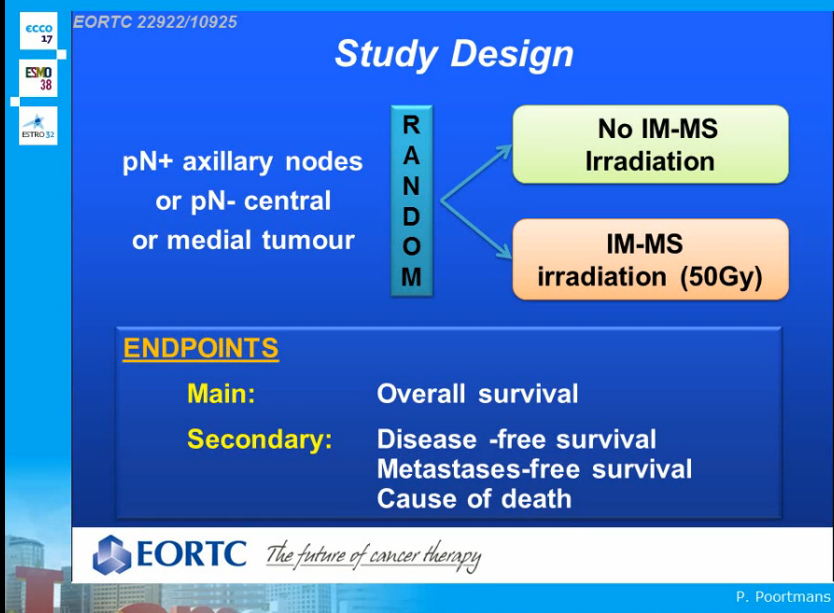 ECCO
17
EORTC 22922/10925
ESMO
38
ESTRO 32
Study Design
pN+ axillary nodes
or pN- central
or medial tumour
R
A
N
D
O
M
No IM-MS
Irradiation
IM-MS
irradiation (50Gy)
ENDPOINTS
Main: Overall survival
Secondary: Disease -free survival
Metastases-free survival
Cause of death
EORTC The future of cancer therapy
P. Poortmans